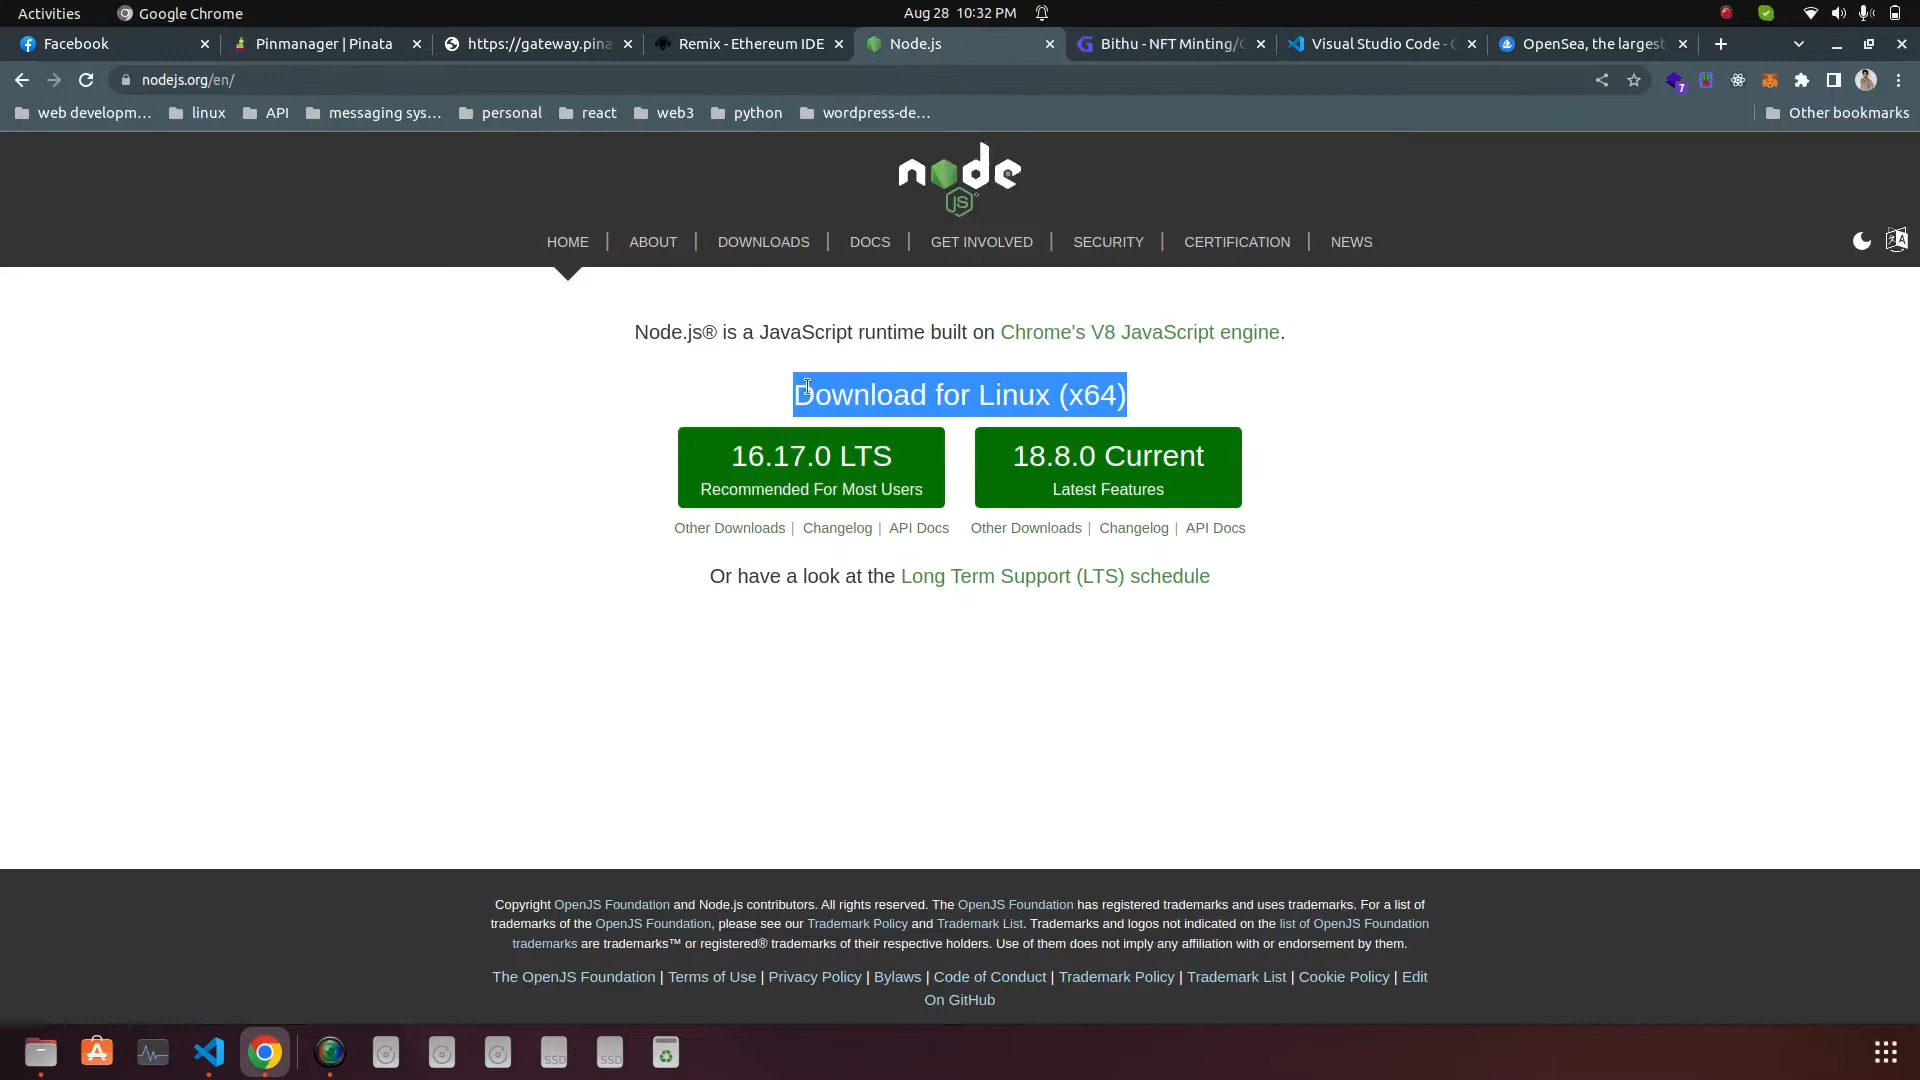 Activities Google Chrome Aug 28 10:32 PM
Facebook Pinmanager | Pinata https://gateway.pina Remix - Ethereum IDE Node.js Bithu - NFT Minting/C Visual Studio Code - C OpenSea, the largest
nodejs.org/en/ 7
web developm... linux API messaging sys... personal react web3 python wordpress-de... Other bookmarks
node
JS
HOME | ABOUT | DOWNLOADS | DOCS | GET INVOLVED | SECURITY | CERTIFICATION | NEWS
Node.js® is a JavaScript runtime built on Chrome's V8 JavaScript engine.
Download for Linux (x64)
16.17.0 LTS 18.8.0 Current
Recommended For Most Users Latest Features
Other Downloads | Changelog | API Docs Other Downloads | Changelog | API Docs
Or have a look at the Long Term Support (LTS) schedule
Copyright OpenJS Foundation and Node.js contributors. All rights reserved. The OpenJS Foundation has registered trademarks and uses trademarks. For a list of
trademarks of the OpenJS Foundation, please see our Trademark Policy and Trademark List. Trademarks and logos not indicated on the list of OpenJS Foundation
trademarks are trademarks™ or registered® trademarks of their respective holders. Use of them does not imply any affiliation with or endorsement by them.
The OpenJS Foundation | Terms of Use | Privacy Policy | Bylaws | Code of Conduct | Trademark Policy | Trademark List | Cookie Policy | Edit
On GitHub
SSD SSD